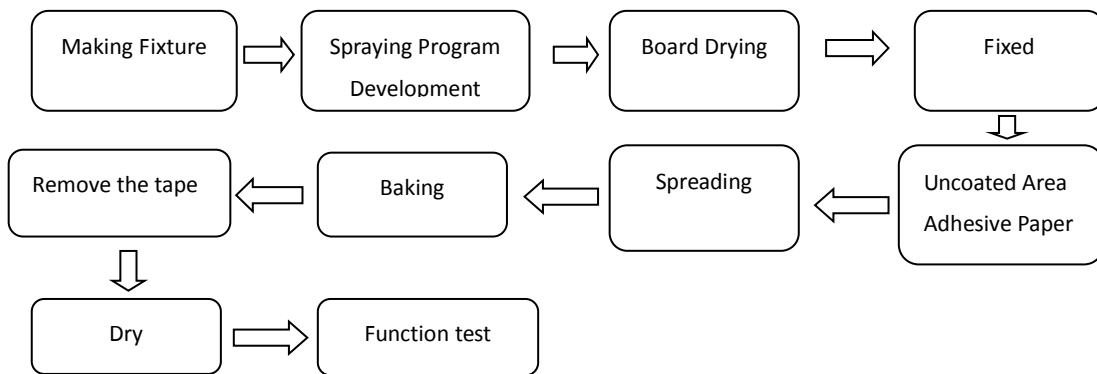 Making Fixture
Spraying Program
Development
Board Drying
Fixed
Uncoated Area
Adhesive Paper
Spreading
Baking
Remove the tape
Dry
Function test